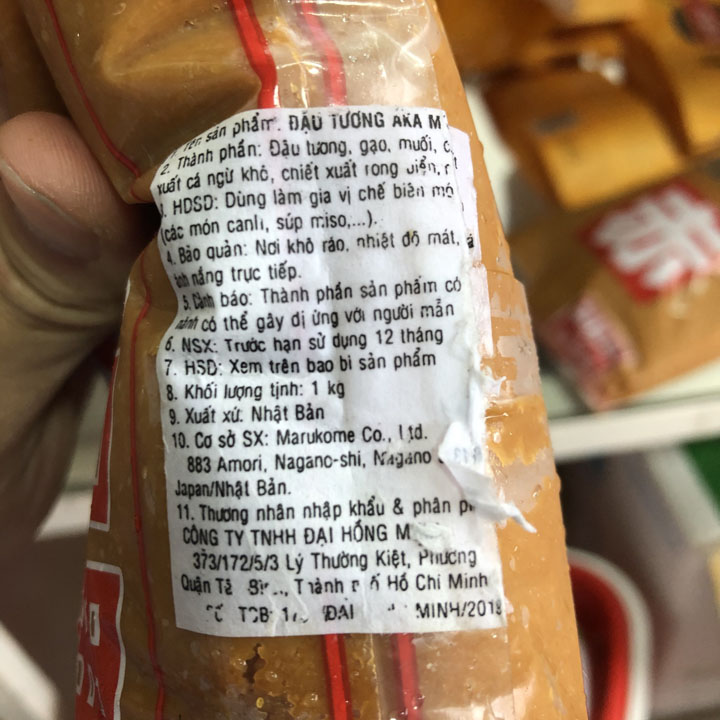 sản phẩm: ĐẬU TƯƠNG AKA M
2. Thành phần: Đậu tương, gạo, muối,
xuất cá ngừ khô, chiết xuất rong biển,
HDSD: Dùng làm gia vị chế biến
(các món canh, súp miso,...).
4. Bảo quản: Nơi khô ráo, nhiệt độ mát,
ánh nắng trực tiếp.
5. Cảnh báo: Thành phần sản phẩm có
có thể gây dị ứng với người mẫn
6. NSX: Trước hạn sử dụng 12 tháng
7. HSD: Xem trên bao bì sản phẩm
8. Khối lượng tịnh: 1 kg
9. Xuất xứ: Nhật Bản
10. Cơ sở SX: Marukome Co., Ltd.
883 Amori, Nagano-shi, Nagano
Japan/Nhật Bản.
11. Thương nhân nhập khẩu & phân
CÔNG TY TNHH ĐẠI HỒNG M
373/172/5/3 Lý Thường Kiệt, Phường
Quận Tâ Thành phố Hồ Chí Minh
TCB: ĐẠI MINH/2018
赤